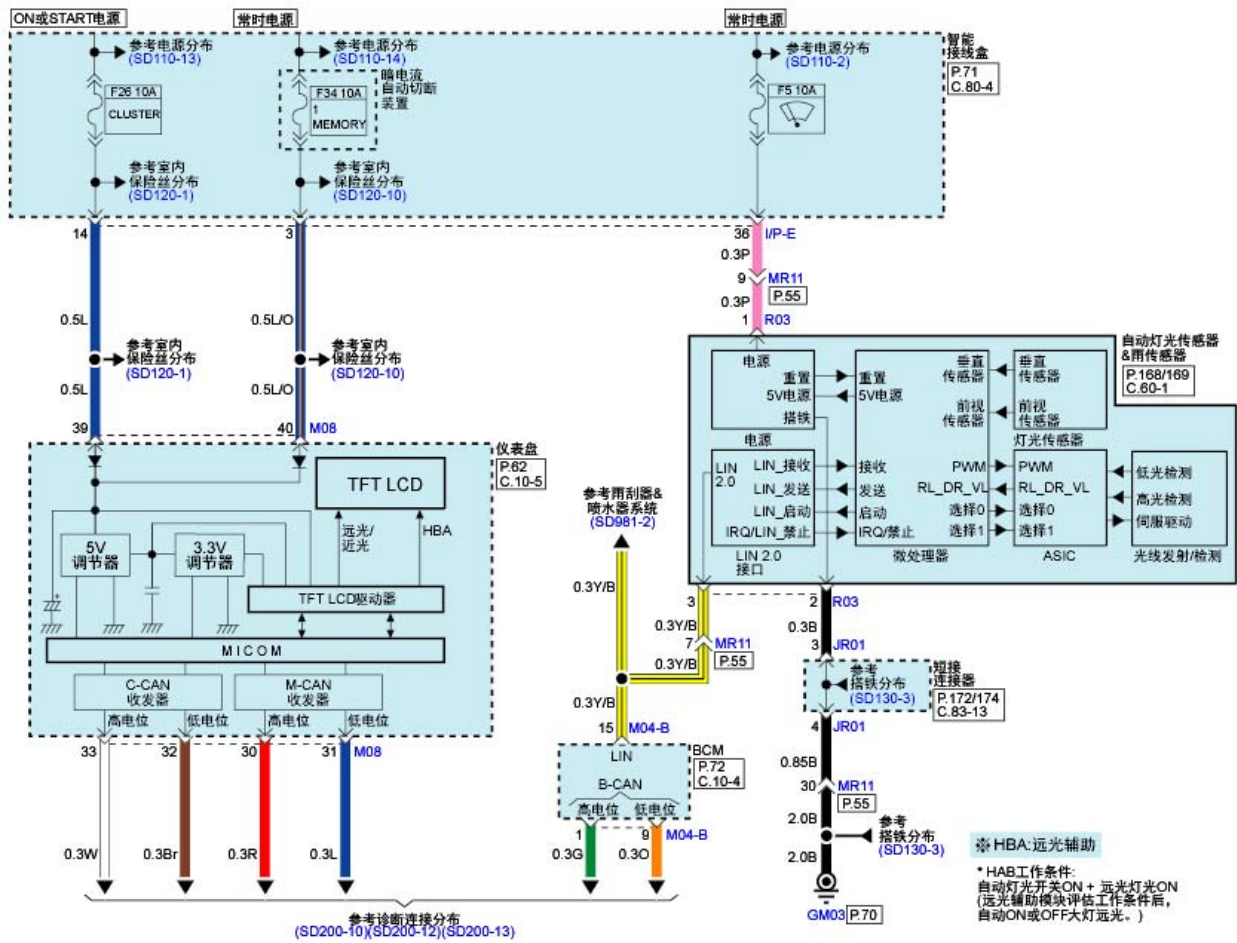 ON或START电源
常时电源
常时电源
参考电源分布
(SD110-13)
参考电源分布
(SD110-14)
参考电源分布
(SD110-2)
智能
接线盒
P.71
C.80-4
暗电流
自动切断
装置
F26 10A
CLUSTER
F34 10A
1
MEMORY
F5 10A
参考室内
保险丝分布
(SD120-1)
参考室内
保险丝分布
(SD120-10)
14
3
36
I/P-E
0.3P
9
MR11
P.55
0.3P
1
R03
0.5L
0.5L/O
参考室内
保险丝分布
(SD120-1)
参考室内
保险丝分布
(SD120-10)
0.5L
0.5L/O
39
40
M08
自动灯光传感器
&雨传感器
P.168/169
C.60-1
电源
重置
5V电源
搭铁
重置
5V电源
垂直
传感器
前视
传感器
垂直
传感器
前视
传感器
灯光传感器
电源
LIN
2.0
LIN_接收
LIN_发送
LIN_启动
IRQ/LIN_禁止
LIN 2.0
接口
接收
发送
启动
IRQ/禁止
PWM
RL_DR_VL
选择0
选择1
微处理器
PWM
RL_DR_VL
选择0
选择1
ASIC
低光检测
高光检测
伺服驱动
光线发射/检测
仪表盘
P.62
C.10-5
TFT LCD
远光/
近光
HBA
5V
调节器
3.3V
调节器
TFT LCD驱动器
MICOM
C-CAN
收发器
M-CAN
收发器
高电位
低电位
高电位
低电位
33
32
30
31
M08
0.3W
0.3Br
0.3R
0.3L
参考雨刮器&
喷水器系统
(SD981-2)
0.3Y/B
3
0.3Y/B
7
MR11
P.55
0.3Y/B
0.3Y/B
15
M04-B
LIN
B-CAN
高电位
低电位
BCM
P.72
C.10-4
1
9
M04-B
0.3G
0.3O
2
R03
0.3B
3
JR01
参考
搭铁分布
(SD130-3)
短接
连接器
P.172/174
C.83-13
4
JR01
0.85B
30
MR11
P.55
2.0B
参考
搭铁分布
(SD130-3)
2.0B
GM03
P.70
※HBA:远光辅助
* HAB工作条件:
自动灯光开关ON + 远光灯光ON
(远光辅助模块评估工作条件后,
自动ON或OFF大灯远光。)
参考诊断连接分布
(SD200-10)(SD200-12)(SD200-13)